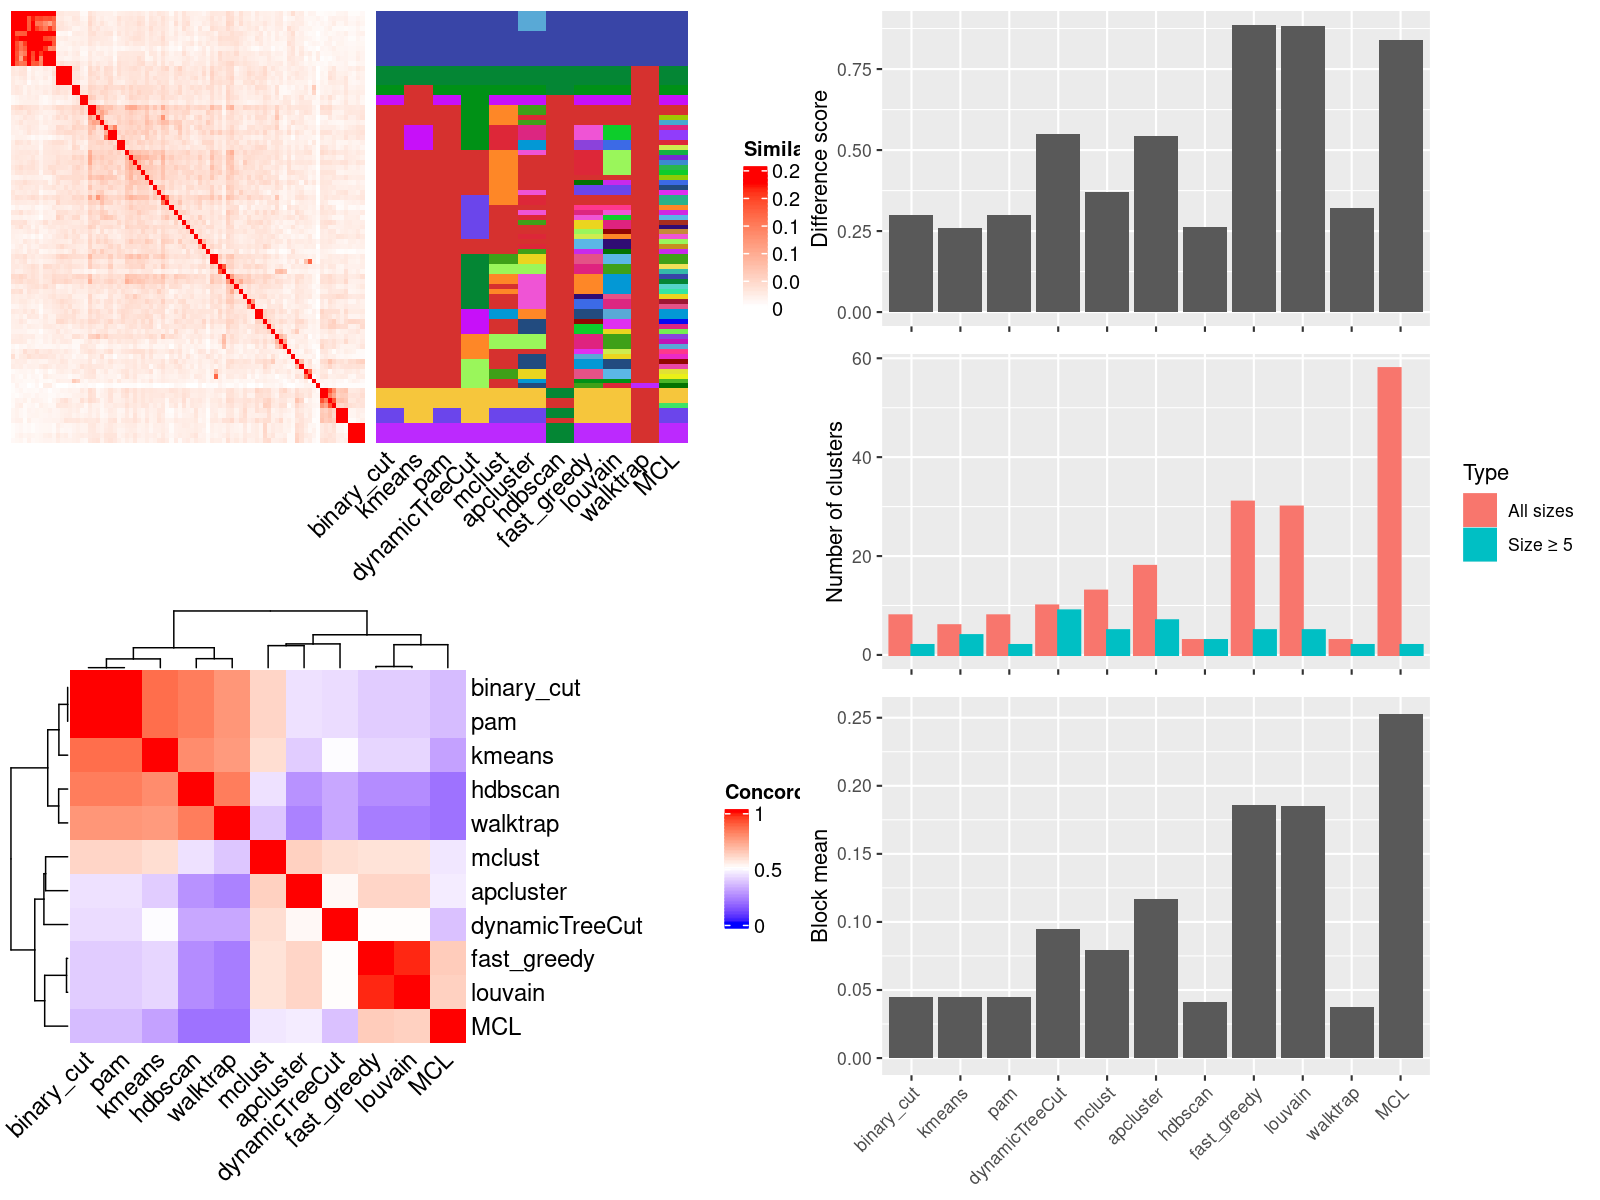 Simila
0.2
0.2
0.1
0.1
0.0
0
binary_cut
kmeans
pam
dynamicTreeCut
mclust
apcluster
hdbscan
fast_greedy
louvain
walktrap
MCL
binary_cut
pam
kmeans
hdbscan
walktrap
mclust
apcluster
dynamicTreeCut
fast_greedy
louvain
MCL
binary_cut
pam
kmeans
hdbscan
walktrap
mclust
apcluster
dynamicTreeCut
fast_greedy
louvain
MCL
Concord
1
0.5
0
Difference score
0.75
0.50
0.25
0.00
Number of clusters
60
40
20
0
Type
All sizes
Size ≥ 5
Block mean
0.25
0.20
0.15
0.10
0.05
0.00
binary_cut
kmeans
pam
dynamicTreeCut
mclust
apcluster
hdbscan
fast_greedy
louvain
walktrap
MCL